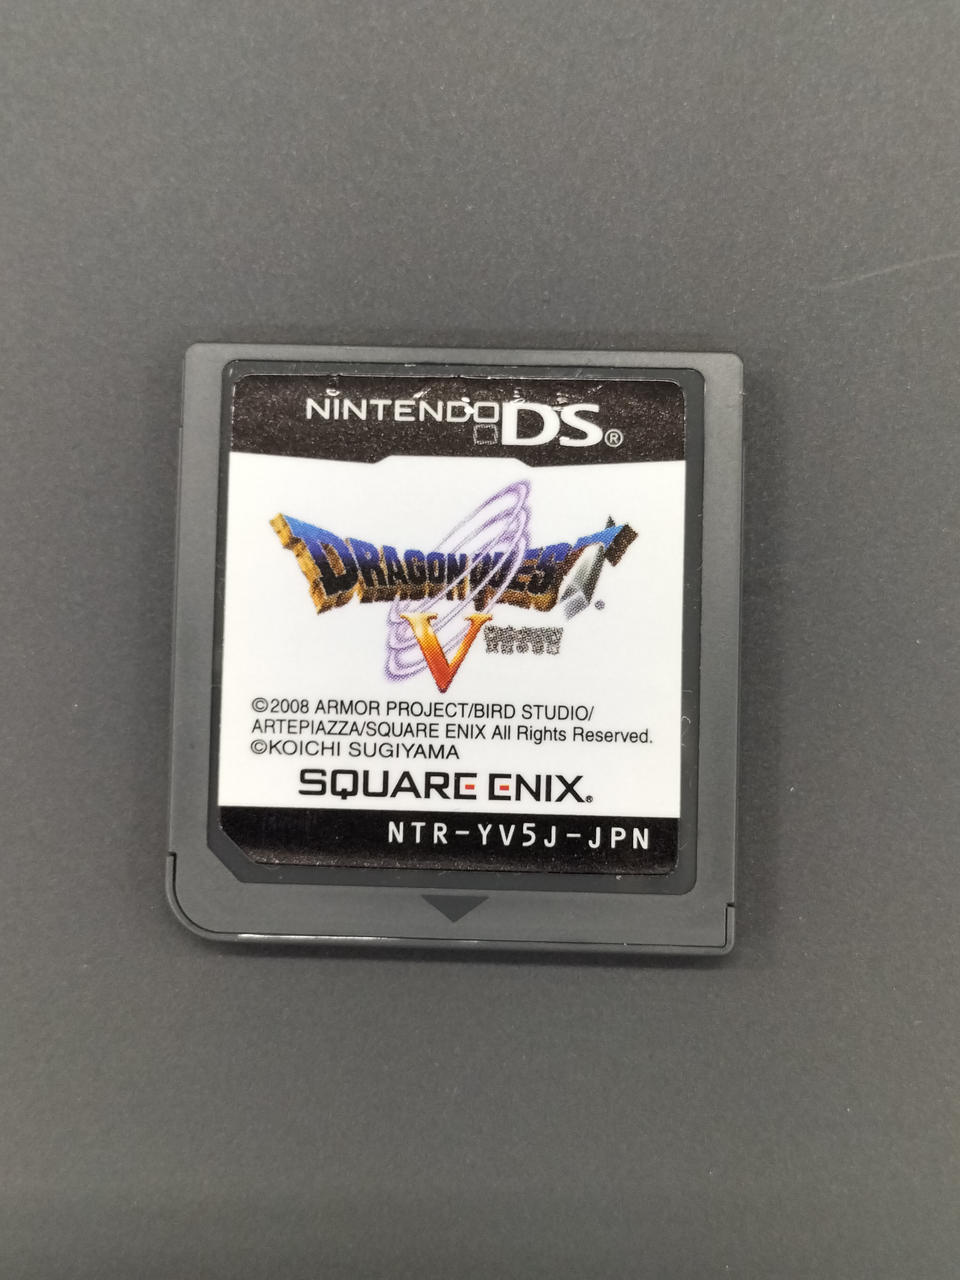 NINTENDO DS®
DRAGON QUEST
V
©2008 ARMOR PROJECT/BIRD STUDIO/
ARTEPIAZZA/SQUARE ENIX All Rights Reserved.
©KOICHI SUGIYAMA
SQUARE ENIX®
NTR-YV5J-JPN